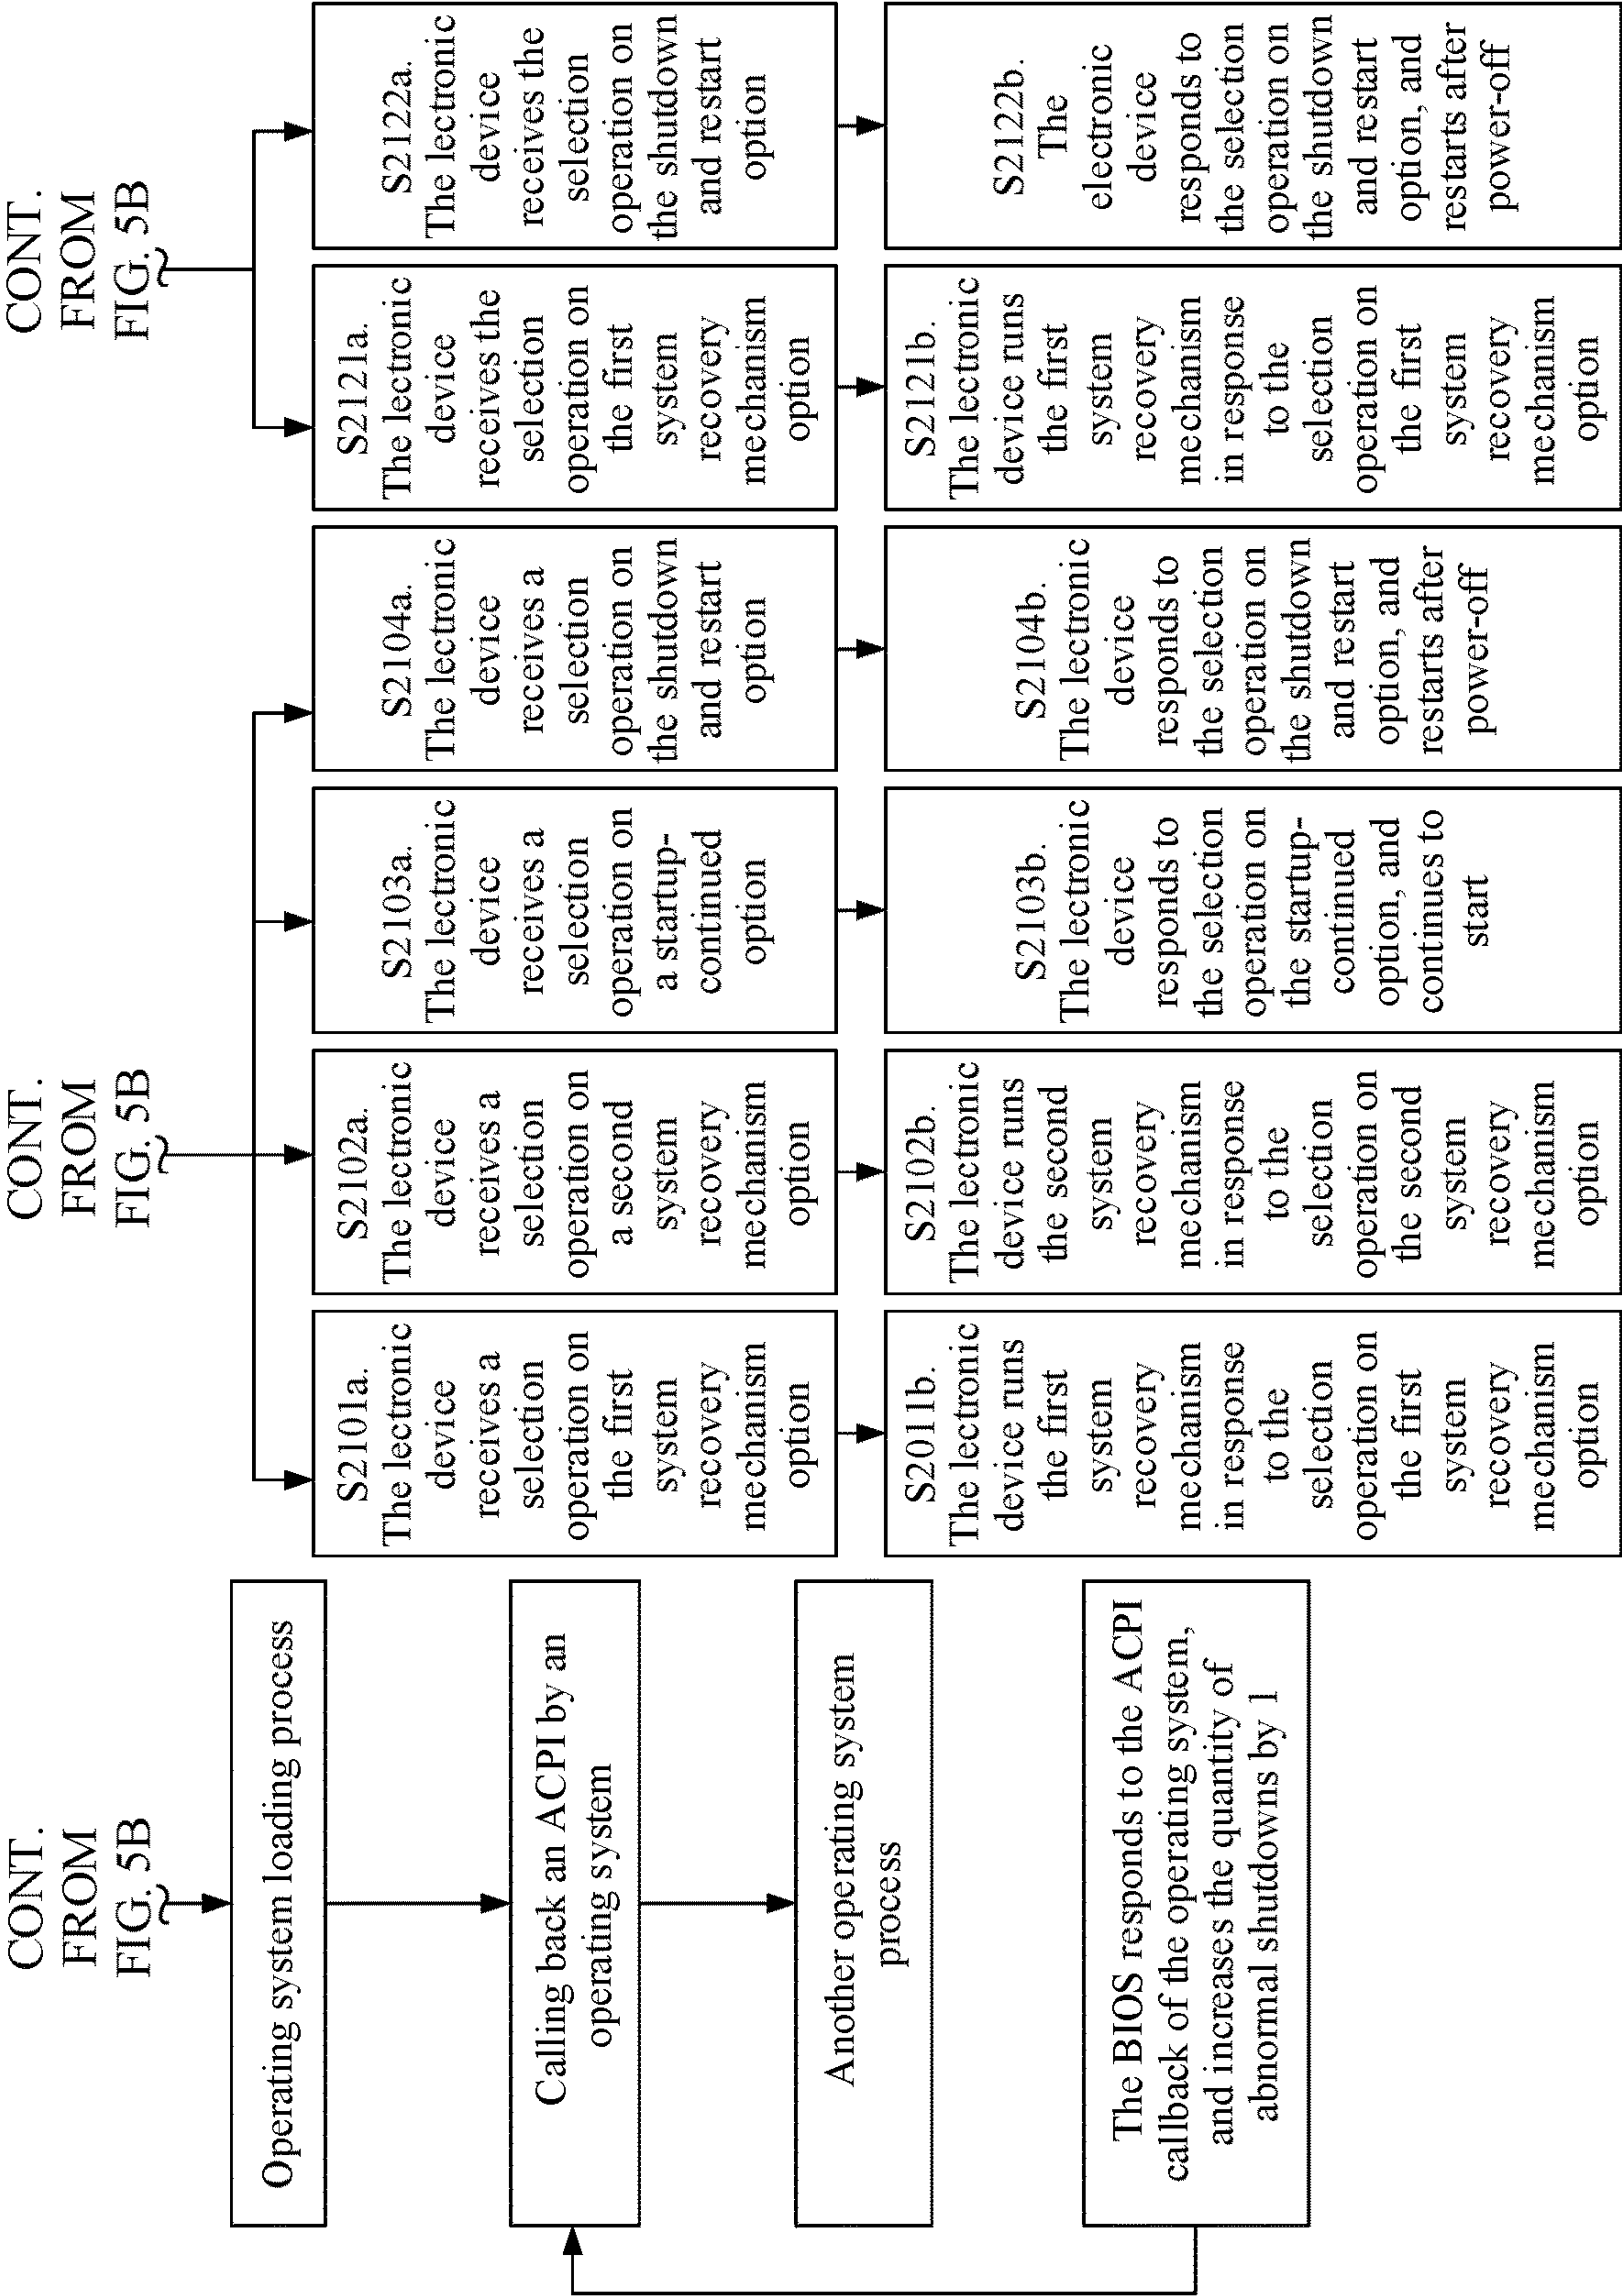 CONT.
FROM
FIG. 5B
Operating system loading process
Calling back an ACPI by an
operating system
Another operating system
process
The BIOS responds to the ACPI
callback of the operating system,
and increases the quantity of
abnormal shutdowns by 1
CONT.
FROM
FIG. 5B
S2101a.
The lectronic
device
receives a
selection
operation on
the first
system
recovery
mechanism
option
S2011b.
The lectronic
device runs
the first
system
recovery
mechanism
in response
to the
selection
operation on
the first
system
recovery
mechanism
option
S2102a.
The lectronic
device
receives a
selection
operation on
a second
system
recovery
mechanism
option
S2102b.
The lectronic
device runs
the second
system
recovery
mechanism
in response
to the
selection
operation on
the second
system
recovery
mechanism
option
S2103a.
The lectronic
device
receives a
selection
operation on
a startup-
continued
option
S2103b.
The lectronic
device
responds to
the selection
operation on
the startup-
continued
option, and
continues to
start
S2104a.
The lectronic
device
receives a
selection
operation on
the shutdown
and restart
option
S2104b.
The lectronic
device
responds to
the selection
operation on
the shutdown
and restart
option, and
restarts after
power-off
CONT.
FROM
FIG. 5B
S2121a.
The lectronic
device
receives the
selection
operation on
the first
system
recovery
mechanism
option
S2121b.
The lectronic
device runs
the first
system
recovery
mechanism
in response
to the
selection
operation on
the first
system
recovery
mechanism
option
S2122a.
The lectronic
device
receives the
selection
operation on
the shutdown
and restart
option
S2122b.
The
electronic
device
responds to
the selection
operation on
the shutdown
and restart
option, and
restarts after
power-off